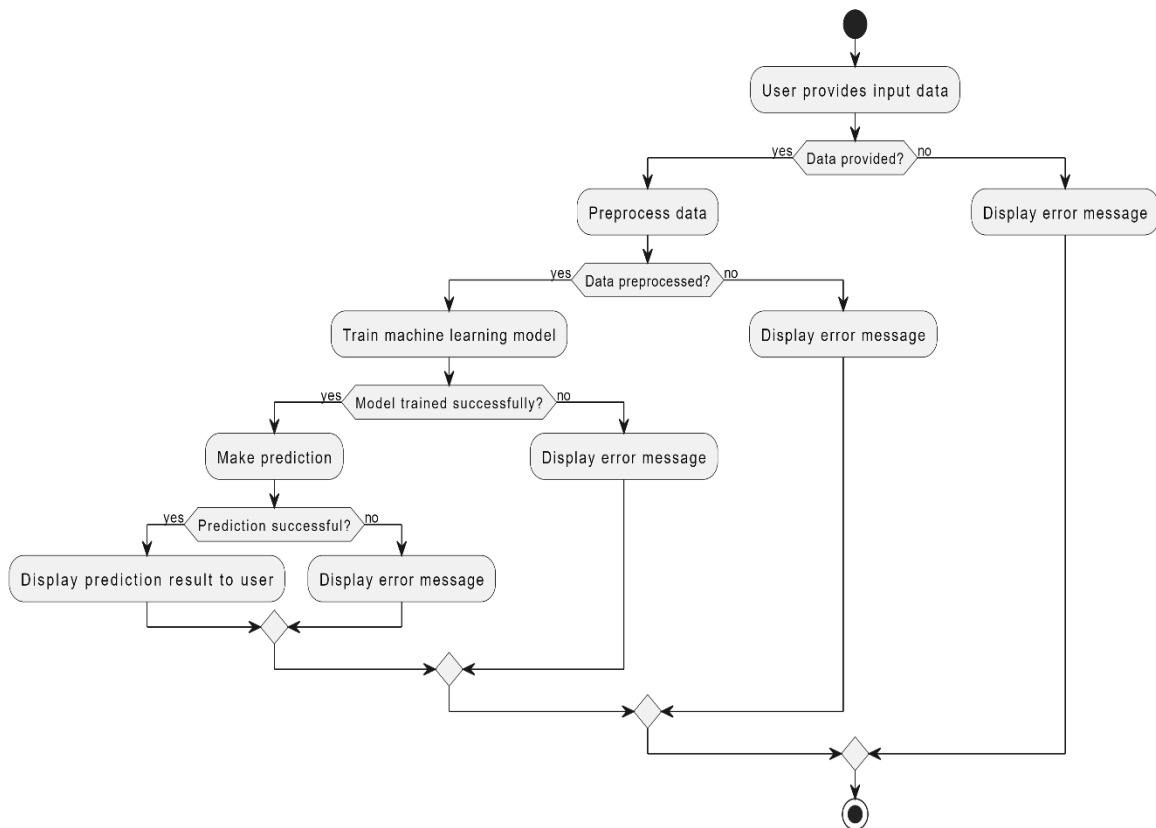 User provides input data
yes
Data provided?
no
Preprocess data
Display error message
yes
Data preprocessed?
no
Train machine learning model
Display error message
yes
Model trained successfully?
no
Make prediction
Display error message
yes
Prediction successful?
no
Display prediction result to user
Display error message